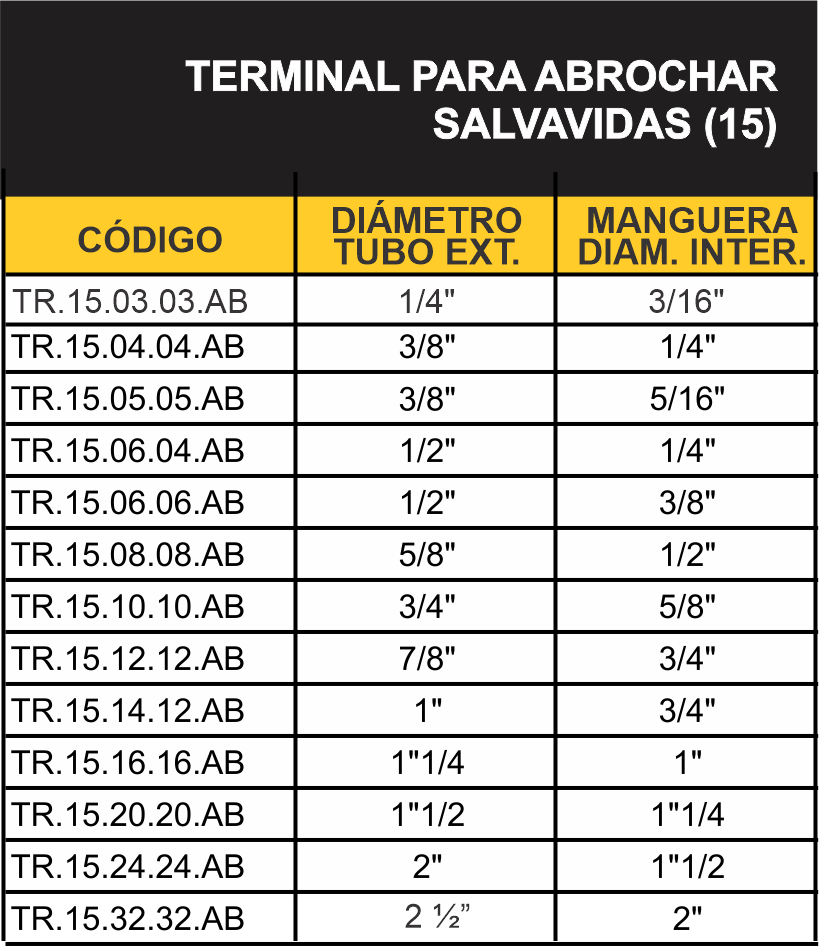 TERMINAL PARA ABROCHAR
SALVAVIDAS (15)
CÓDIGO DIÁMETRO TUBO EXT. MANGUERA DIAM. INTER.
TR.15.03.03.AB 1/4" 3/16"
TR.15.04.04.AB 3/8" 1/4"
TR.15.05.05.AB 3/8" 5/16"
TR.15.06.04.AB 1/2" 1/4"
TR.15.06.06.AB 1/2" 3/8"
TR.15.08.08.AB 5/8" 1/2"
TR.15.10.10.AB 3/4" 5/8"
TR.15.12.12.AB 7/8" 3/4"
TR.15.14.12.AB 1" 3/4"
TR.15.16.16.AB 1"1/4 1"
TR.15.20.20.AB 1"1/2 1"1/4
TR.15.24.24.AB 2" 1"1/2
TR.15.32.32.AB 2 ½” 2"